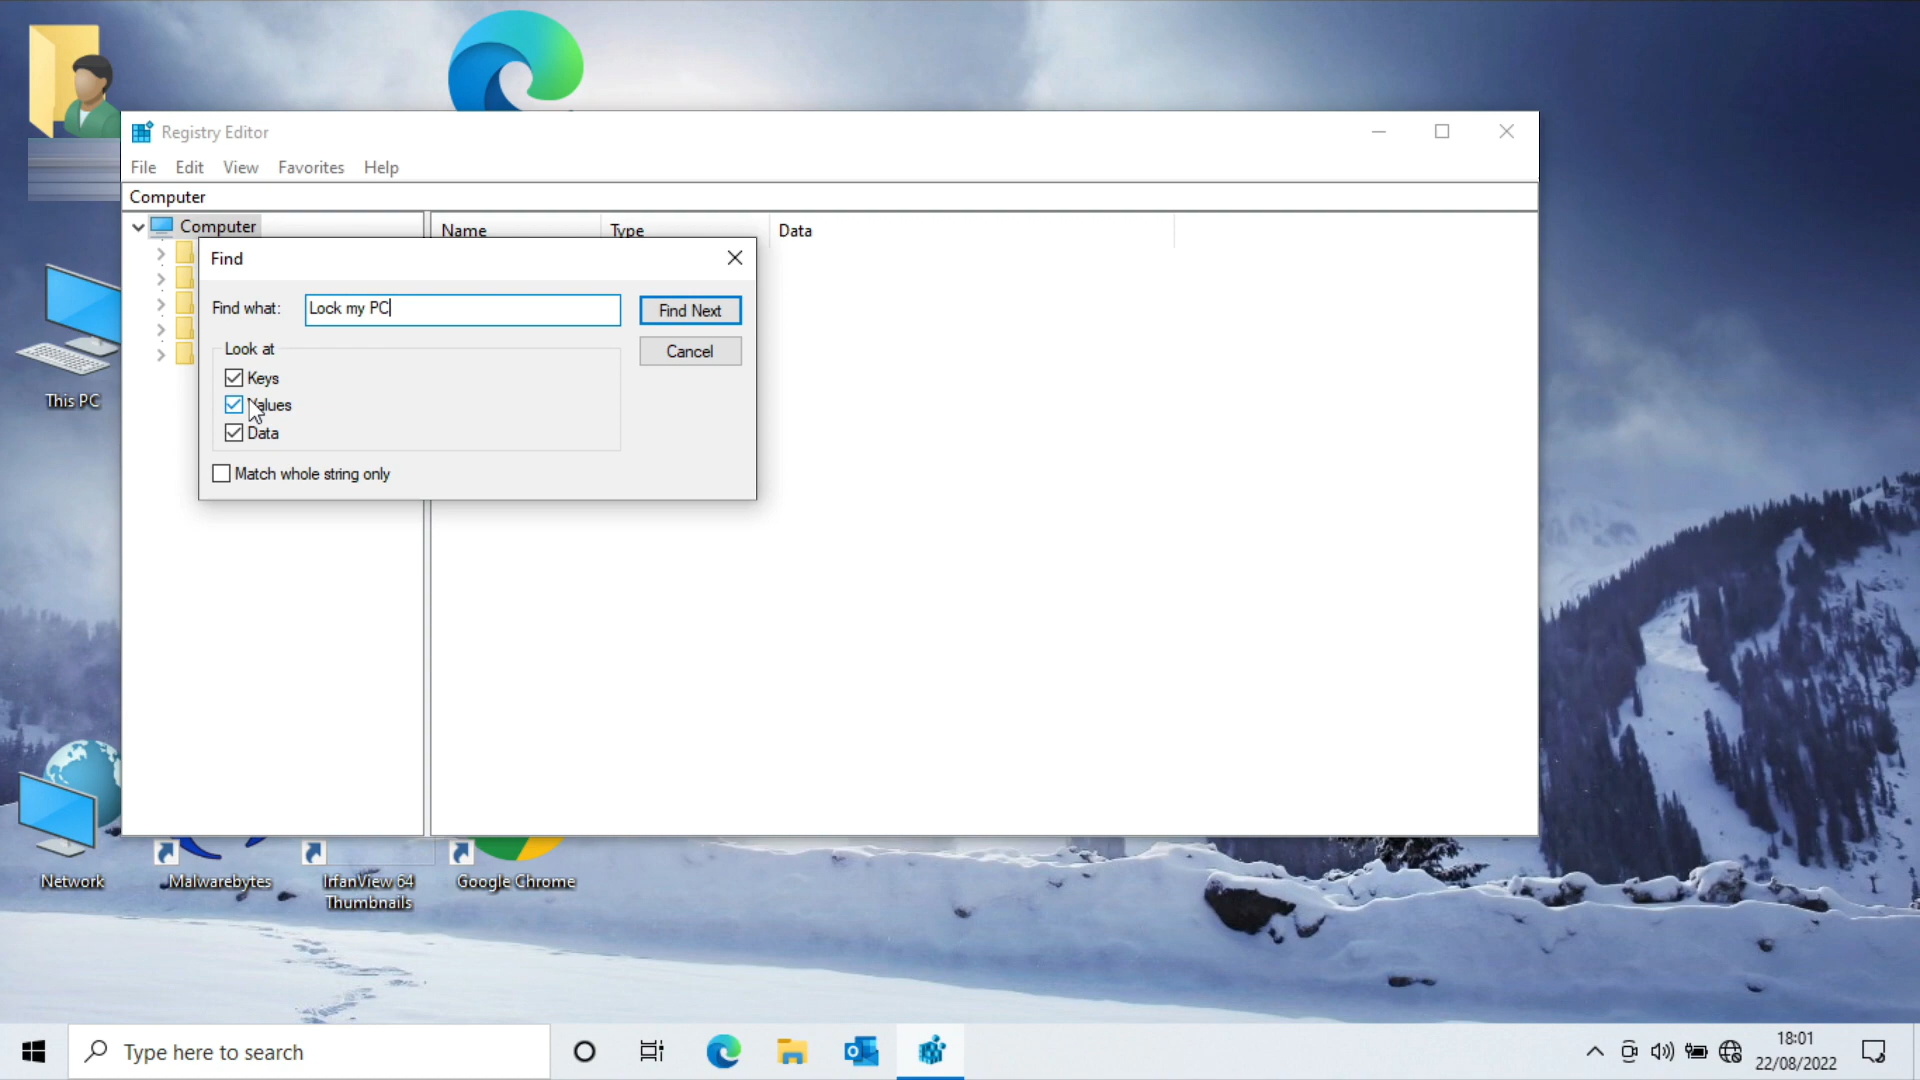 Registry Editor
File Edit View Favorites Help
Computer
Computer
Name Type Data
Find
Find what: Lock my PC Find Next
Look at Cancel
Keys
Values
Data
Match whole string only
This PC
Network
Malwarebytes
IrfanView 64
Thumbnails
Google Chrome
Type here to search
18:01
22/08/2022